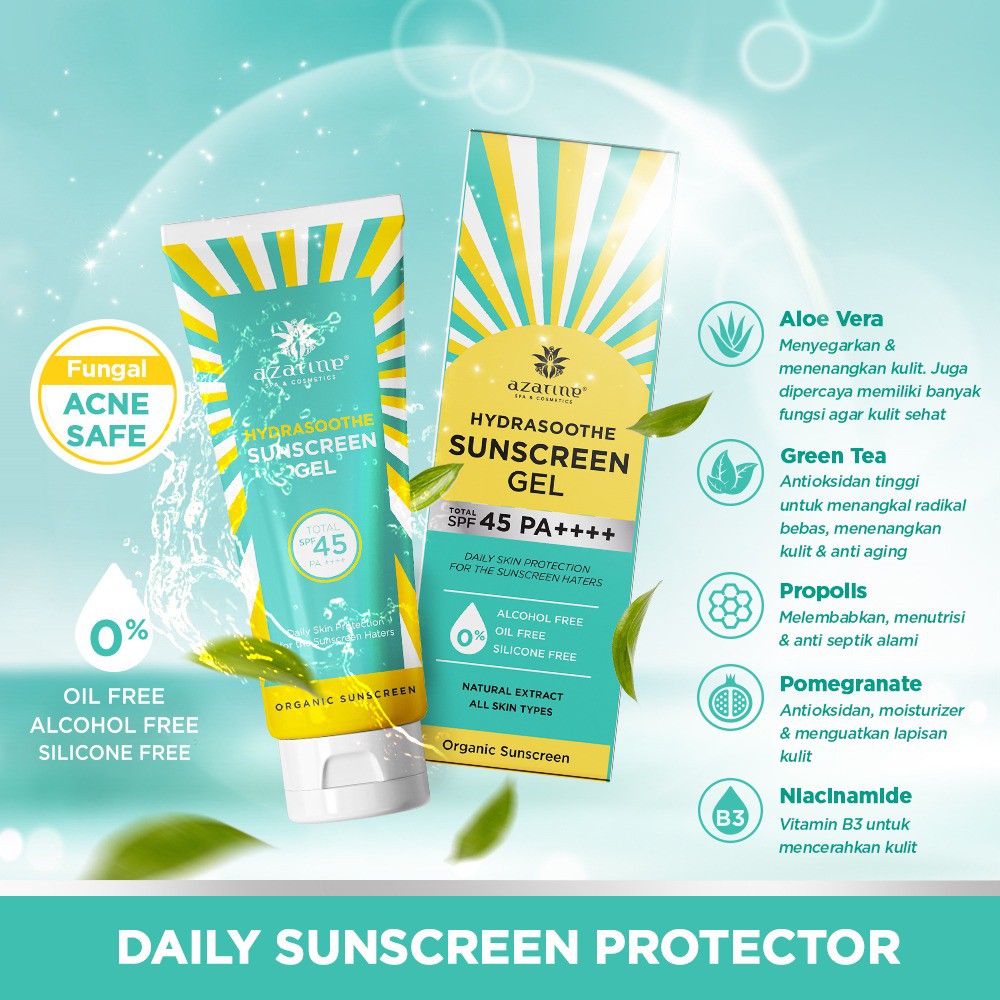 Fungal
ACNE
SAFE
0%
OIL FREE
ALCOHOL FREE
SILICONE FREE
azarine®
SPA & COSMETICS
HYDRASOOTHE
SUNSCREEN
GEL
TOTAL
SPF 45
PA ++++
Daily Skin Protection
for the Sunscreen Haters
ORGANIC SUNSCREEN
azarine®
SPA & COSMETICS
HYDRASOOTHE
SUNSCREEN
GEL
TOTAL
SPF 45 PA++++
DAILY SKIN PROTECTION
FOR THE SUNSCREEN HATERS
0%
ALCOHOL FREE
OIL FREE
SILICONE FREE
NATURAL EXTRACT
ALL SKIN TYPES
Organic Sunscreen
Aloe Vera
Menyegarkan &
menenangkan kulit. Juga
dipercaya memiliki banyak
fungsi agar kulit sehat
Green Tea
Antioksidan tinggi
untuk menangkal radikal
bebas, menenangkan
kulit & anti aging
Propolls
Melembabkan, menutrisi
& anti septik alami
Pomegranate
Antioksidan, moisturizer
& menguatkan lapisan
kulit
B3
Niacinamide
Vitamin B3 untuk
mencerahkan kulit
DAILY SUNSCREEN PROTECTOR